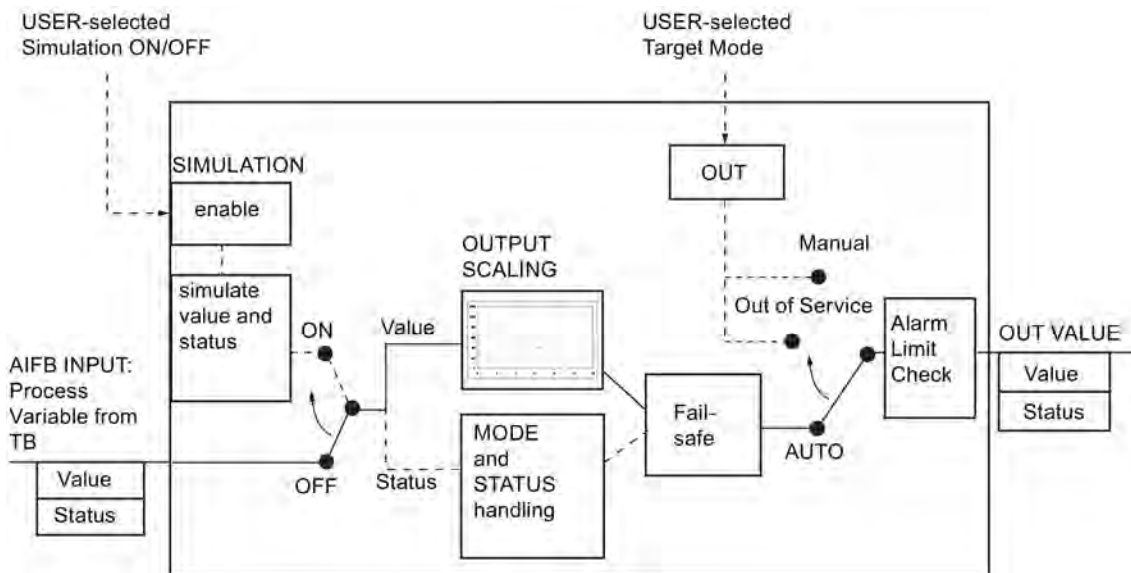 USER-selected
Simulation ON/OFF
USER-selected
Target Mode
SIMULATION
enable
OUT
simulate
value and
status
ON
Value
OUTPUT
SCALING
Manual
Out of Service
Alarm
Limit
Check
OUT VALUE
Value
Status
AIFB INPUT:
Process
Variable from
TB
Value
Status
OFF
Status
MODE
and
STATUS
handling
Fail-
safe
AUTO